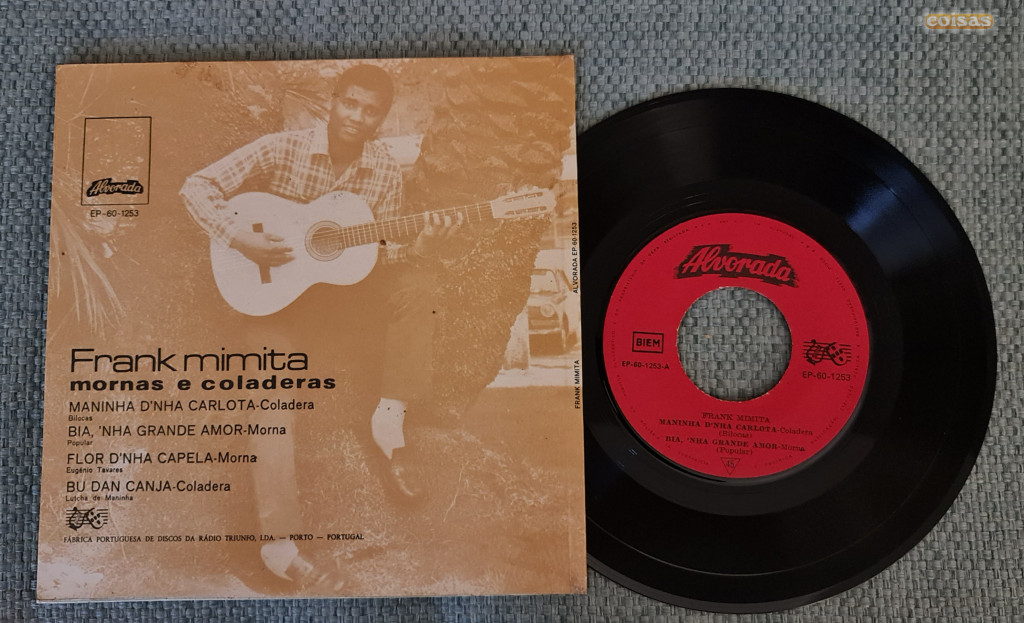 coisas
Alvorada
EP-60-1253
Frank mimita
mornas e coladeras
MANINHA D'NHA CARLOTA-Coladera
Bilocas
BIA, 'NHA GRANDE AMOR-Morna
Popular
FLOR D'NHA CAPELA-Morna
Eugénio Tavares
BU DAN CANJA-Coladera
Lutcha de Maninha
FÁBRICA PORTUGUESA DE DISCOS DA RÁDIO TRIUNFO, LDA. — PORTO — PORTUGAL
FRANK MIMITA
ALVORADA EP-60-1253
Alvorada
BIEM
EP-60-1253-A
EP-60-1253
FRANK MIMITA
MANINHA D'NHA CARLOTA-Coladera
(Bilocas)
BIA, 'NHA GRANDE AMOR-Morna
(Popular)
45